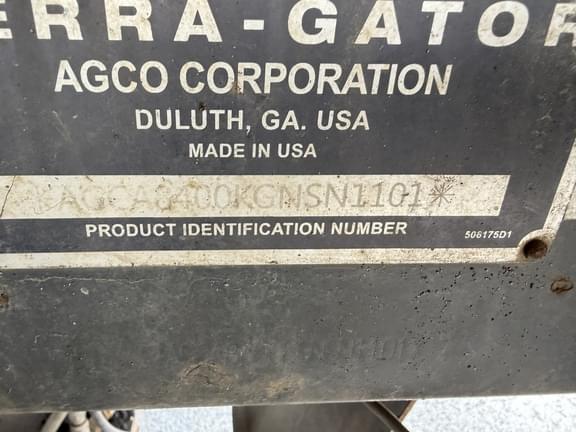 ERRA-GATOR
AGCO CORPORATION
DULUTH, GA. USA
MADE IN USA
AGCA8400KGNSN1101*
PRODUCT IDENTIFICATION NUMBER
506175D1